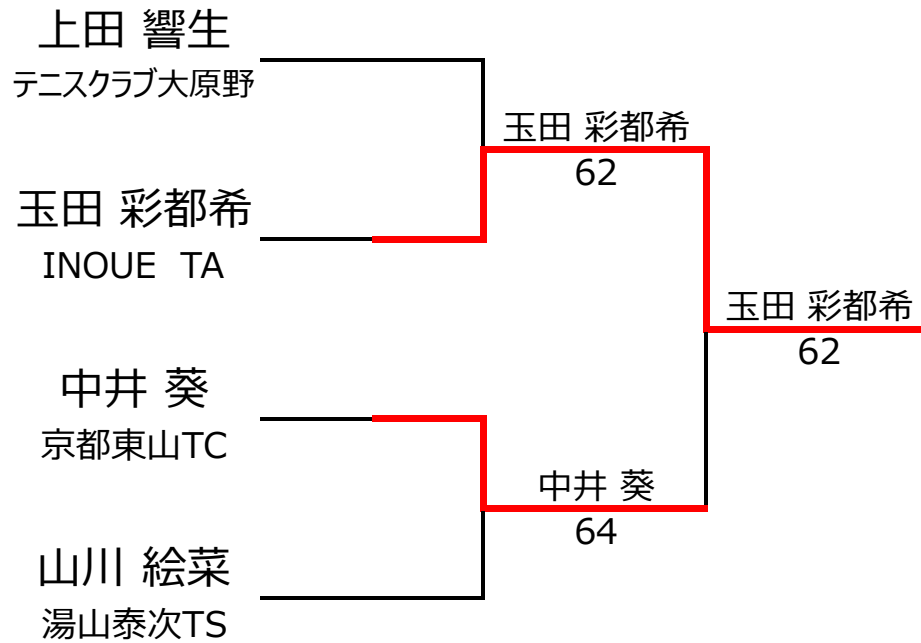 上田 響生
テニスクラブ大原野
玉田 彩都希
62
玉田 彩都希
INOUE TA
玉田 彩都希
62
中井 葵
京都東山TC
中井 葵
64
山川 絵菜
湯山泰次TS